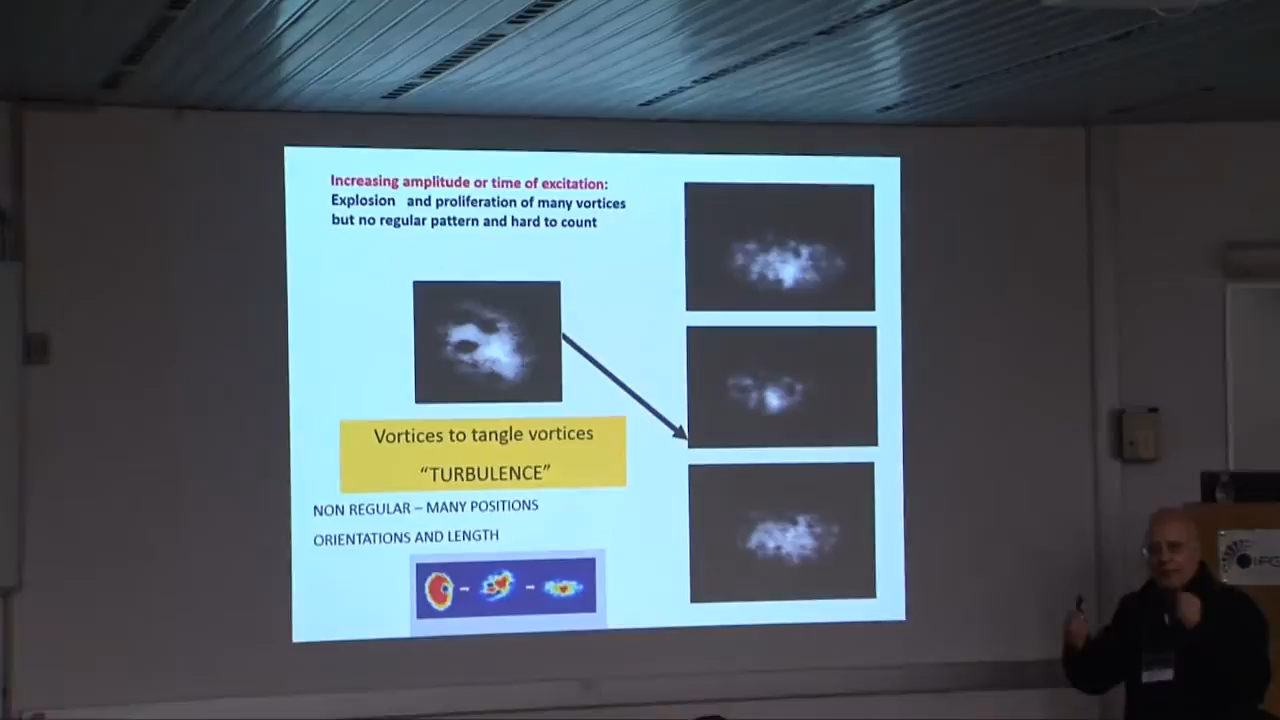 Increasing amplitude or time of excitation:
Explosion and proliferation of many vortices
but no regular pattern and hard to count
Vortices to tangle vortices
“TURBULENCE”
NON REGULAR – MANY POSITIONS
ORIENTATIONS AND LENGTH